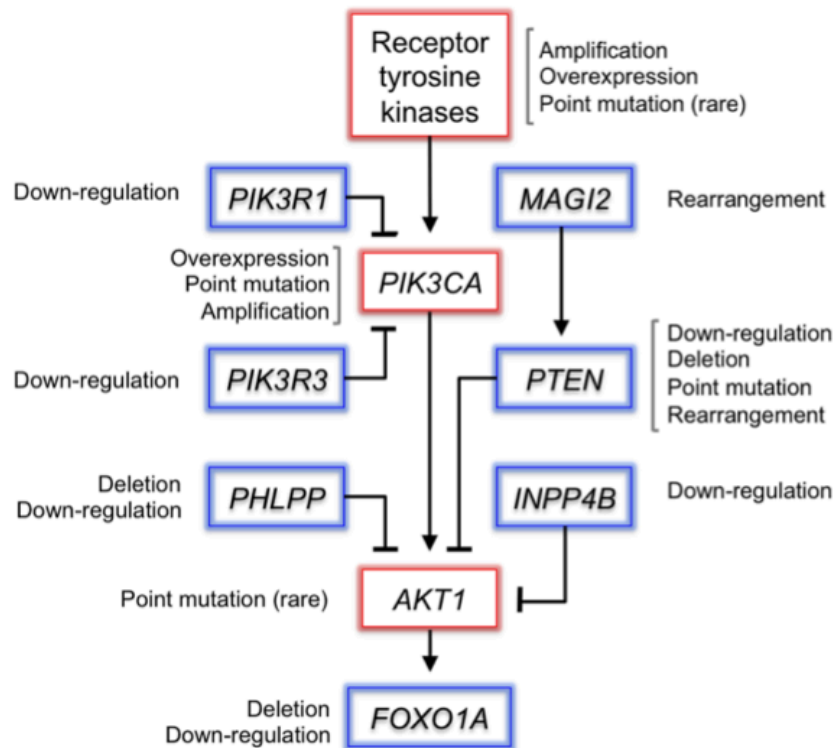 Receptor
tyrosine
kinases
Amplification
Overexpression
Point mutation (rare)
Down-regulation
PIK3R1
MAGI2
Rearrangement
Overexpression
Point mutation
Amplification
PIK3CA
Down-regulation
PIK3R3
PTEN
Down-regulation
Deletion
Point mutation
Rearrangement
Deletion
Down-regulation
PHLPP
INPP4B
Down-regulation
Point mutation (rare)
AKT1
Deletion
Down-regulation
FOXO1A